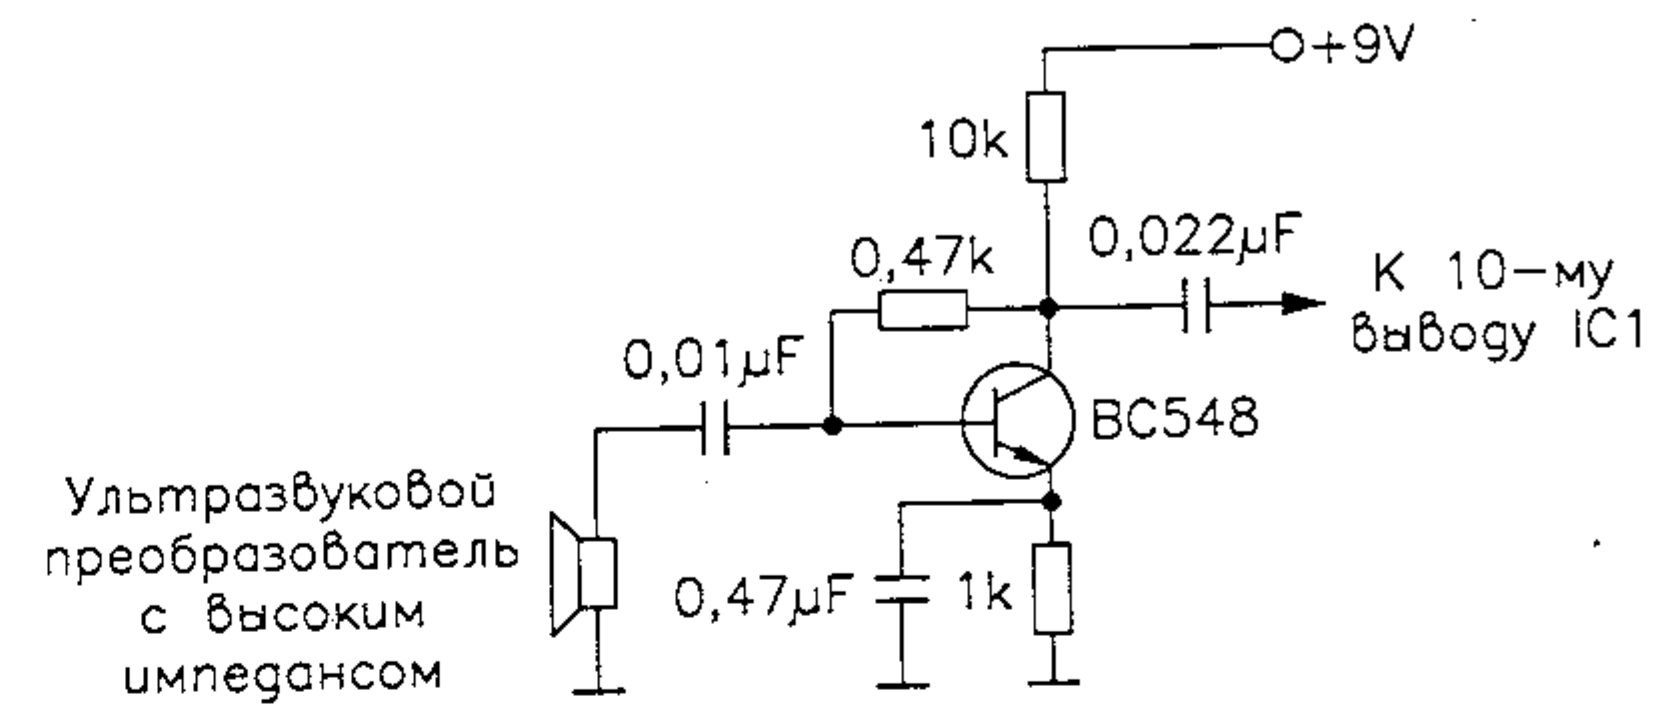 +9V
10k
0,022µF
0,47k
К 10-му
выводу IC1
0,01µF
BC548
Ультразвуковой
преобразователь
с высоким
импедансом
0,47µF
1k